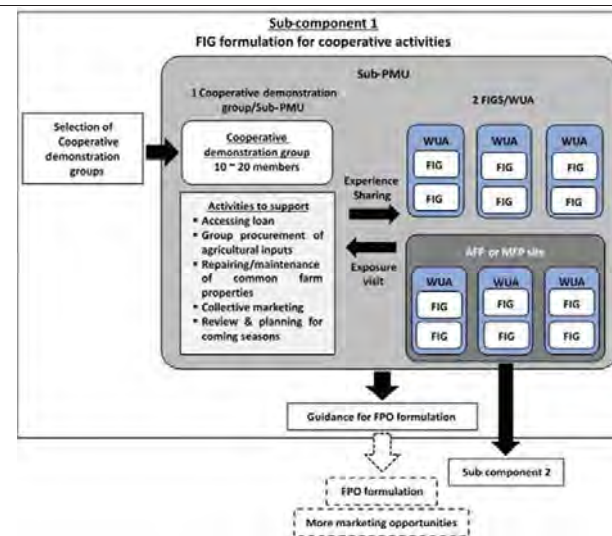 Sub-component 1
FIG formulation for cooperative activities
Sub-PMU
1 Cooperative demonstration
group/Sub-PMU
2 FIGS/WUA
Selection of
Cooperative
demonstration
groups
Cooperative
demonstration group
10 ~ 20 members
WUA
FIG
FIG
WUA
FIG
FIG
WUA
FIG
FIG
Experience
Sharing
Activities to support
▪ Accessing loan
▪ Group procurement of
agricultural inputs
▪ Repairing/maintenance
of common farm
properties
▪ Collective marketing
▪ Review & planning for
coming seasons
Exposure
visit
AFP or MFP site
WUA
FIG
FIG
WUA
FIG
FIG
WUA
FIG
FIG
Guidance for FPO formulation
Sub component 2
FPO formulation
More marketing opportunities